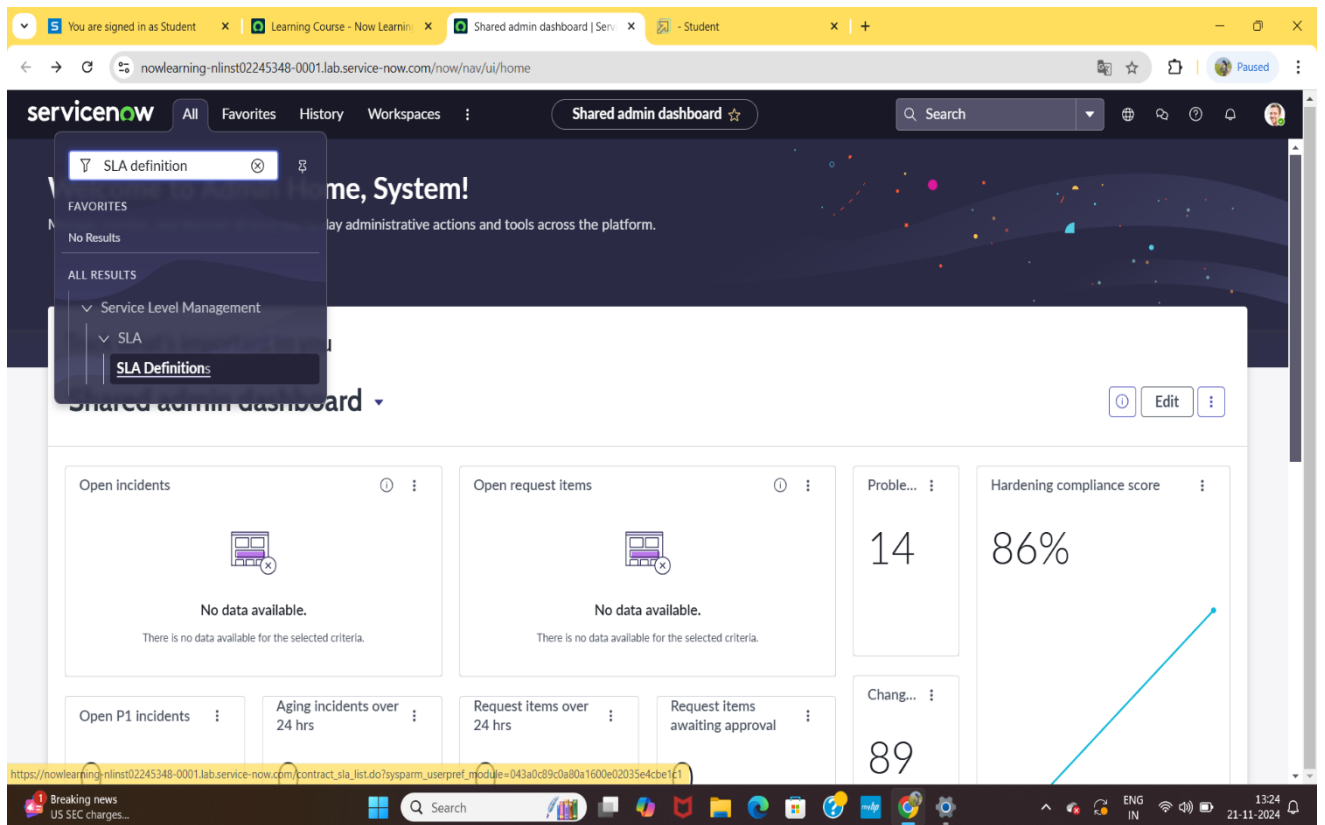 You are signed in as Student
Learning Course - Now Learning
Shared admin dashboard | Serv
- Student
nowlearning-nlinst02245348-0001.lab.service-now.com/now/nav/ui/home
Paused
servicenow All Favorites History Workspaces
Shared admin dashboard
Search
SLA definition
me, System!
FAVORITES
lay administrative actions and tools across the platform.
No Results
ALL RESULTS
Service Level Management
SLA
SLA Definitions
Shared admin dashboard
Edit
Open incidents
No data available.
There is no data available for the selected criteria.
Open request items
No data available.
There is no data available for the selected criteria.
Proble...
14
Hardening compliance score
86%
Open P1 incidents
Aging incidents over
24 hrs
Request items over
24 hrs
Request items
awaiting approval
Chang...
89
https://nowlearning-nlinst02245348-0001.lab.service-now.com/contract_sla_list.do?sysparm_userpref_module=043a0c89c0a80a1600e02035e4cbe1c1
1
Breaking news
US SEC charges...
Search
ENG
IN
13:24
21-11-2024